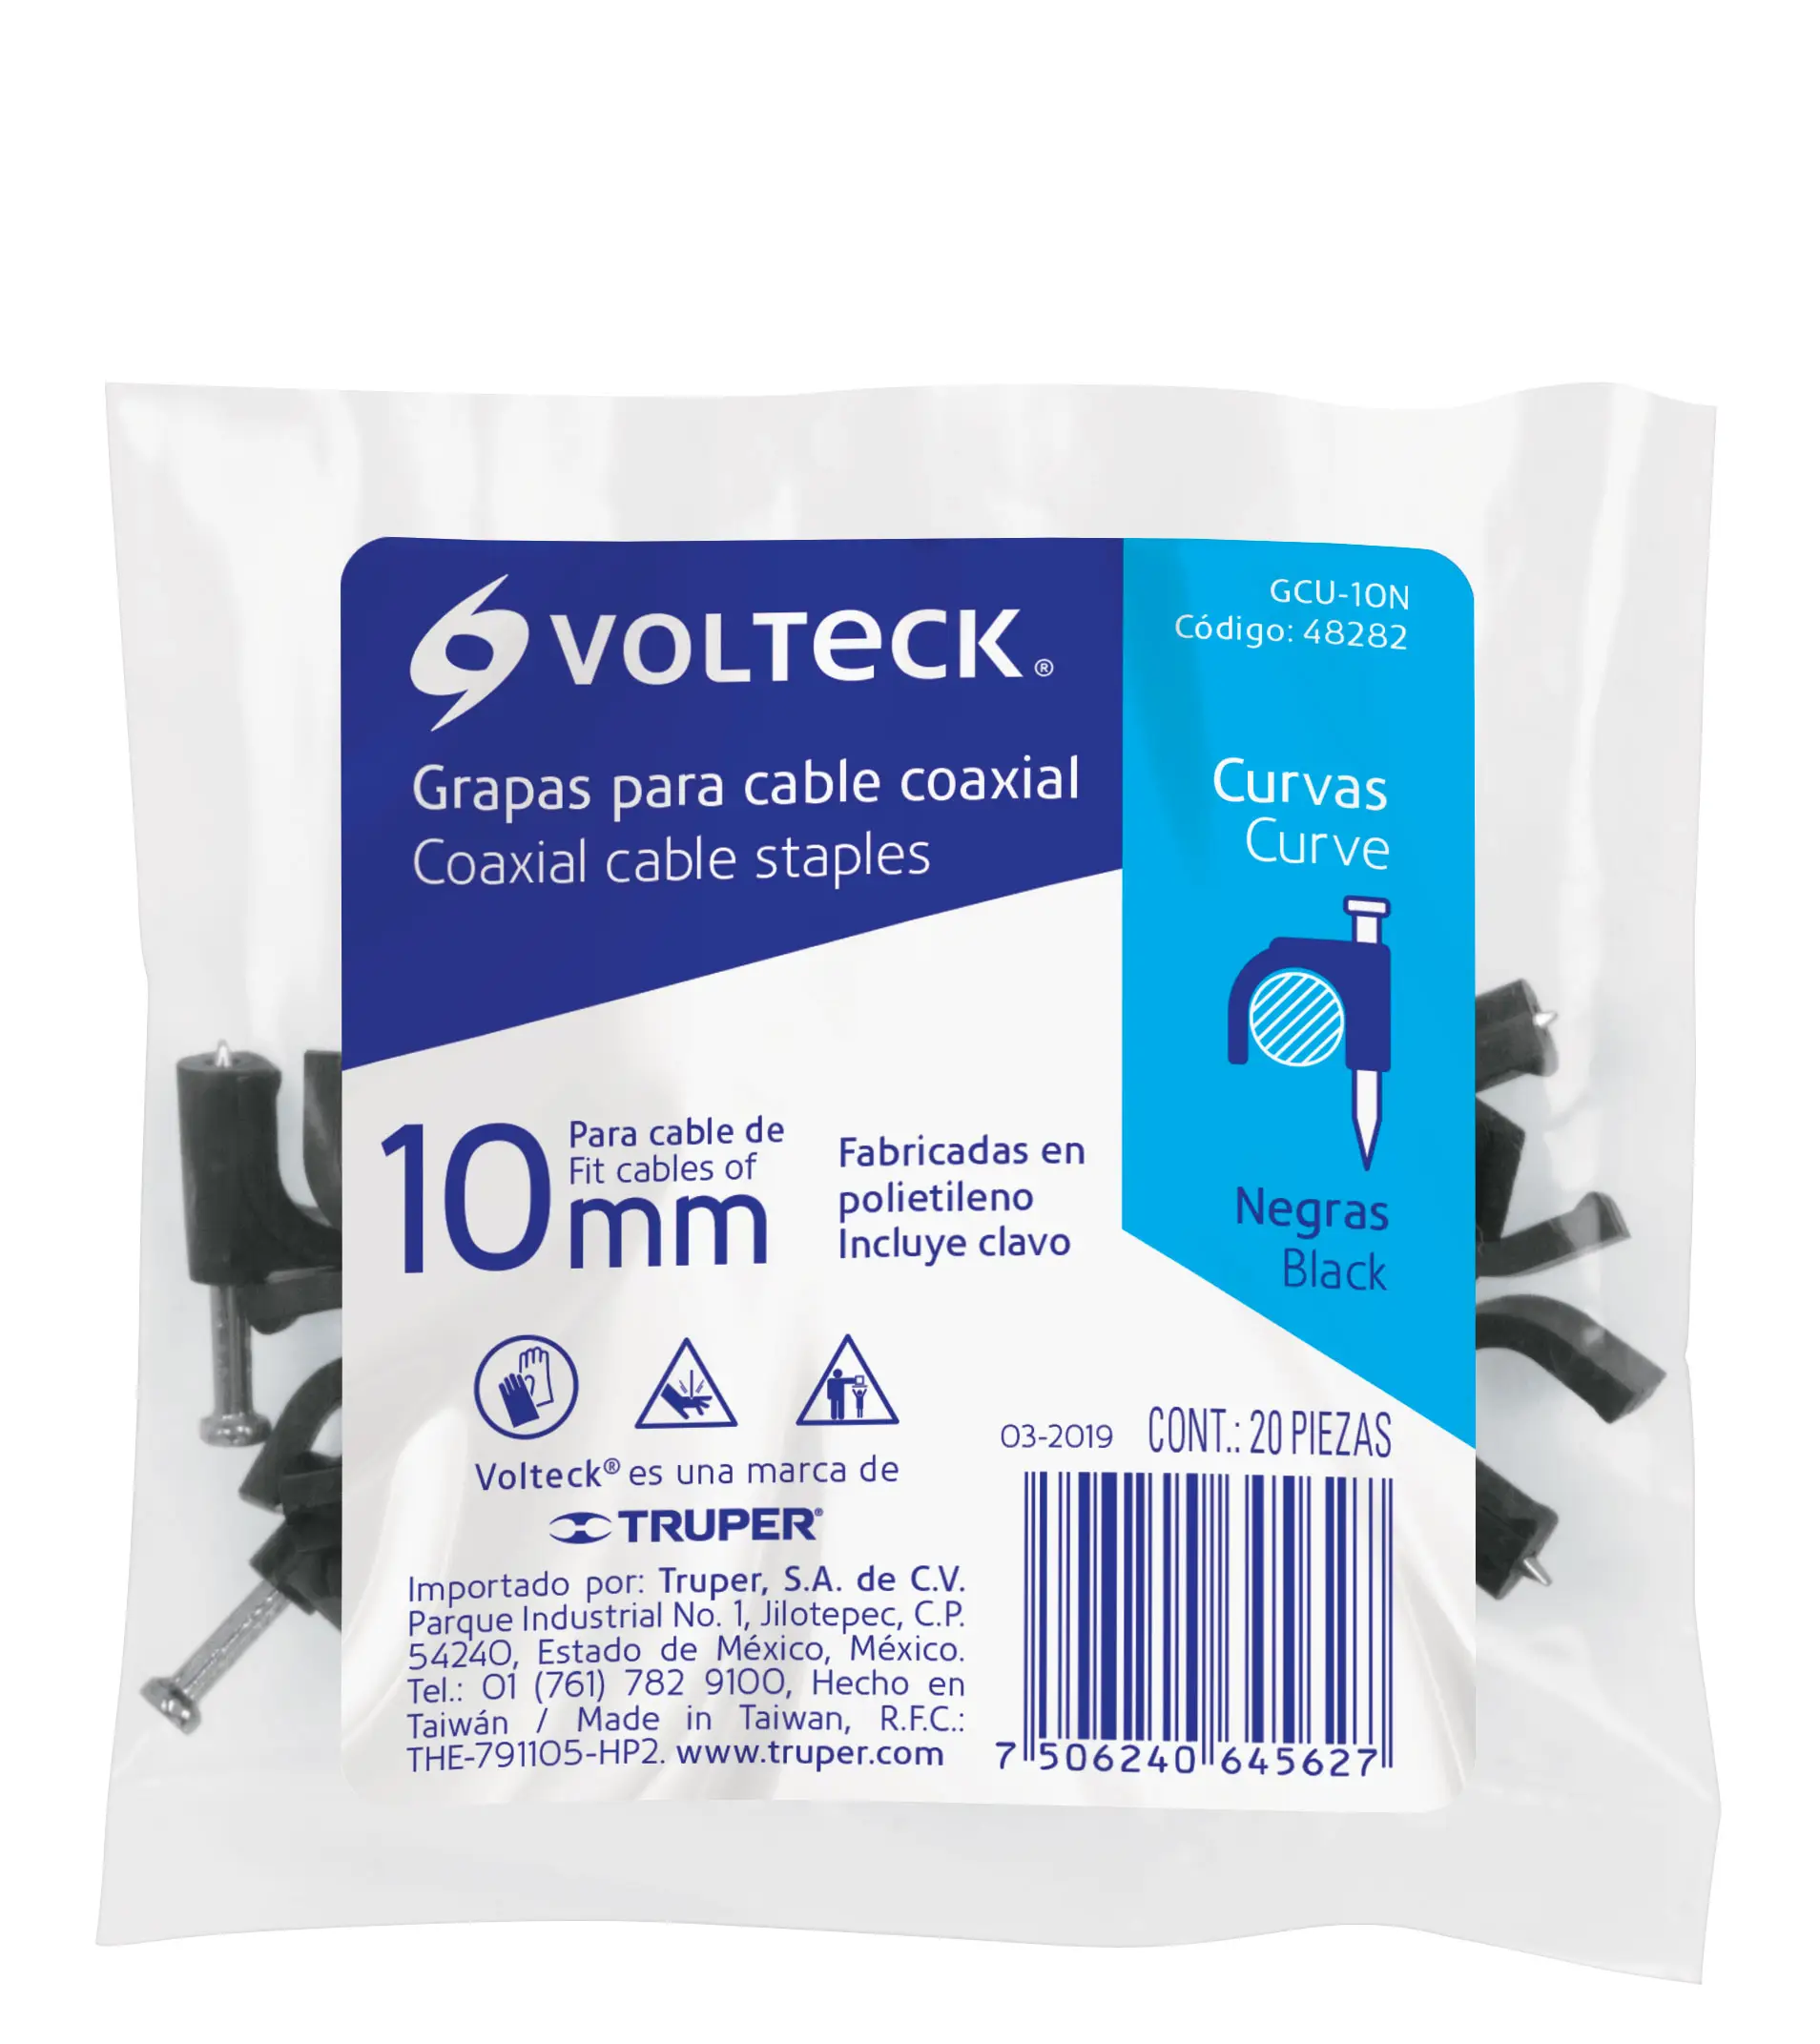 VOLTECK®
GCU-10N
Código: 48282
Grapas para cable coaxial
Coaxial cable staples
Curvas
Curve
10 mm
Para cable de
Fit cables of
Fabricadas en
polietileno
Incluye clavo
Negras
Black
Volteck® es una marca de
TRUPER®
Importado por: Truper, S.A. de C.V.
Parque Industrial No. 1, Jilotepec, C.P.
54240, Estado de México, México.
Tel.: 01 (761) 782 9100, Hecho en
Taiwán / Made in Taiwan, R.F.C.:
THE-791105-HP2. www.truper.com
03-2019
CONT.: 20 PIEZAS
7 506240 645627